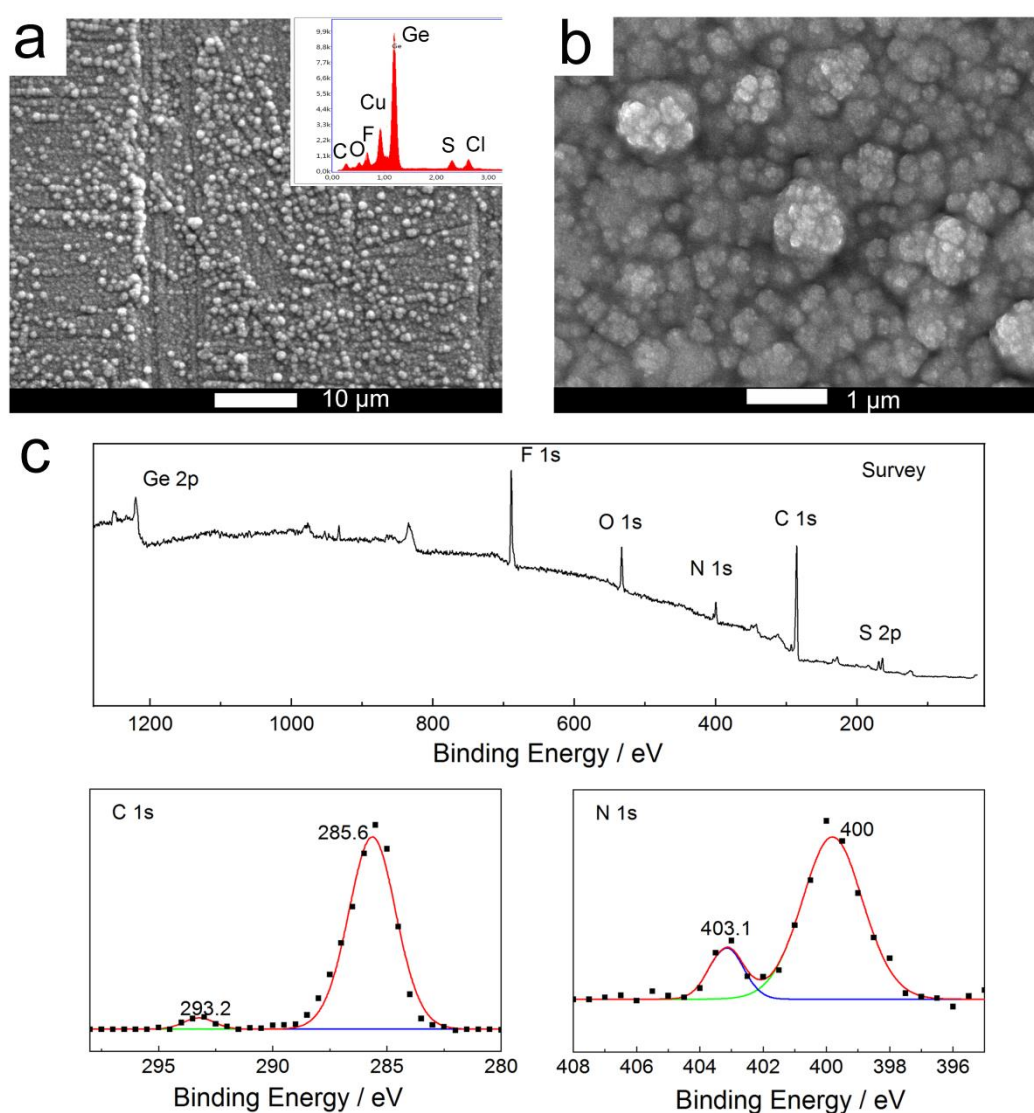 a
9,9k
8,8k
7,7k
6,6k
5,5k
4,4k
3,3k
2,2k
1,1k
0,0k
Ge
Ge
Cu
F
O
C
S
Cl
0,00
1,00
2,00
3,00
10 µm
b
1 µm
c
Survey
Ge 2p
F 1s
O 1s
N 1s
C 1s
S 2p
1200 1000 800 600 400 200
Binding Energy / eV
C 1s
285.6
293.2
295 290 285 280
Binding Energy / eV
N 1s
400
403.1
408 406 404 402 400 398 396
Binding Energy / eV